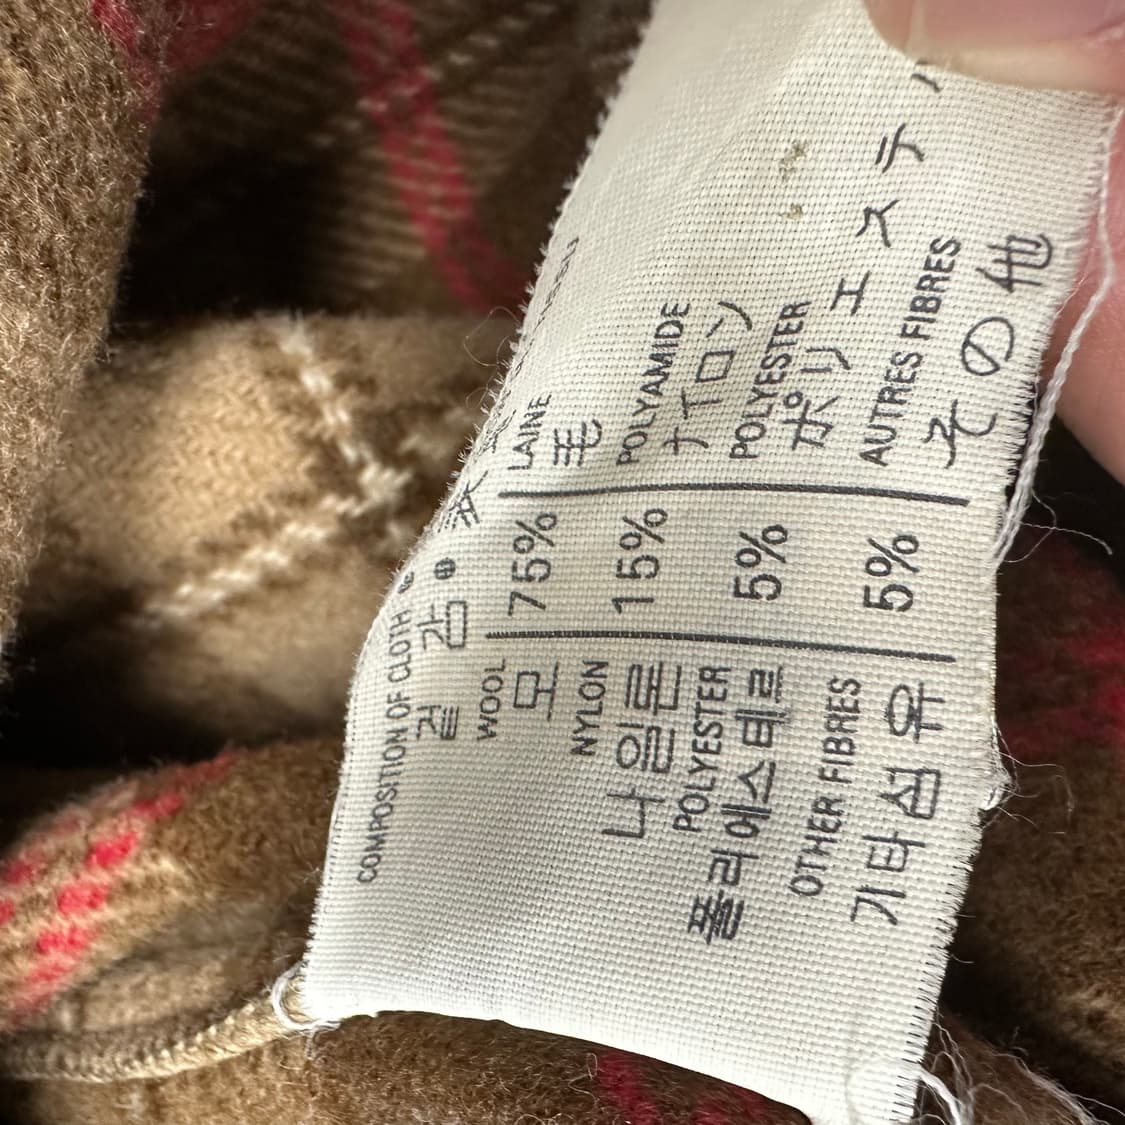 COMPOSITION OF CLOTH
겉 감
WOOL 75% LAINE
모 毛
NYLON 15% POLYAMIDE
나일론 ナイロン
POLYESTER 5% POLYESTER
폴리에스테르 ポリエステ
OTHER FIBRES 5% AUTRES FIBRES
기타섬유 その他